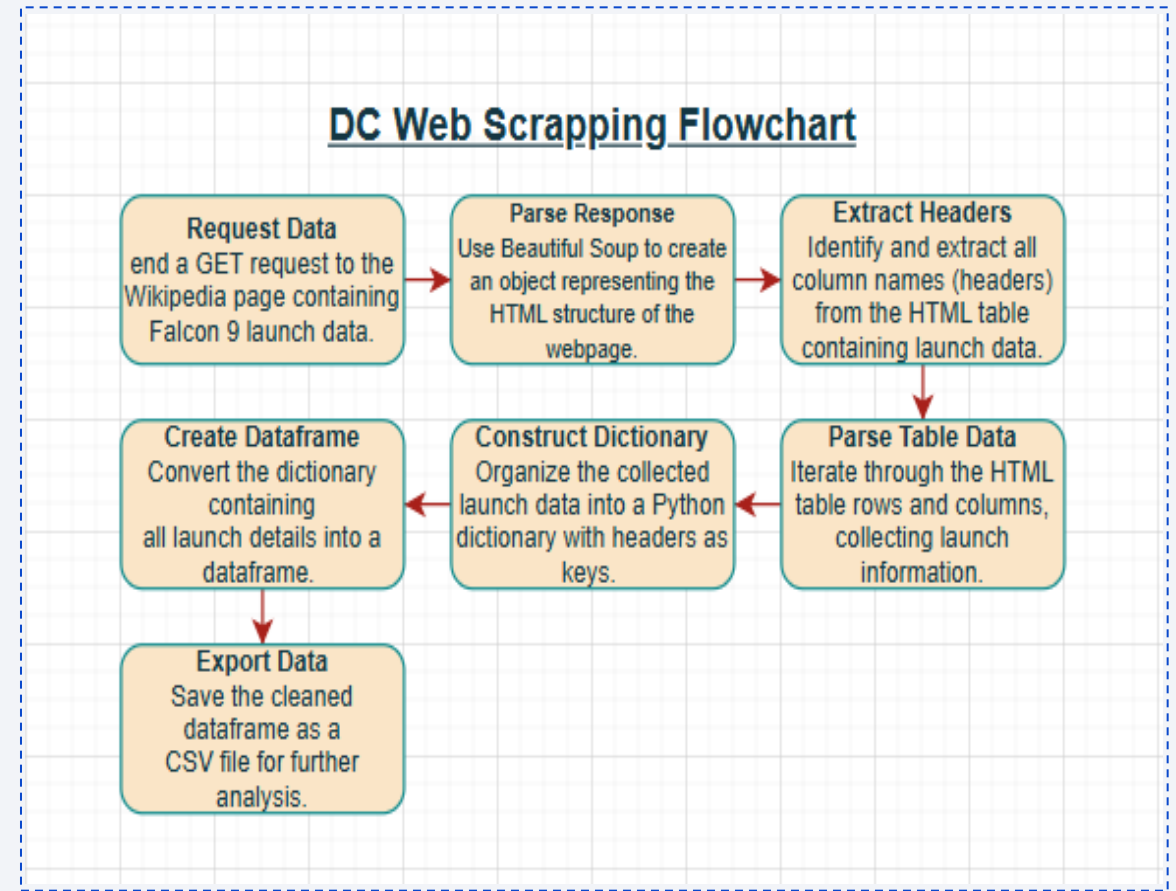 DC Web Scrapping Flowchart
Request Data
end a GET request to the
Wikipedia page containing
Falcon 9 launch data.
Parse Response
Use Beautiful Soup to create
an object representing the
HTML structure of the
webpage.
Extract Headers
Identify and extract all
column names (headers)
from the HTML table
containing launch data.
Parse Table Data
Iterate through the HTML
table rows and columns,
collecting launch
information.
Construct Dictionary
Organize the collected
launch data into a Python
dictionary with headers as
keys.
Create Dataframe
Convert the dictionary
containing
all launch details into a
dataframe.
Export Data
Save the cleaned
dataframe as a
CSV file for further
analysis.